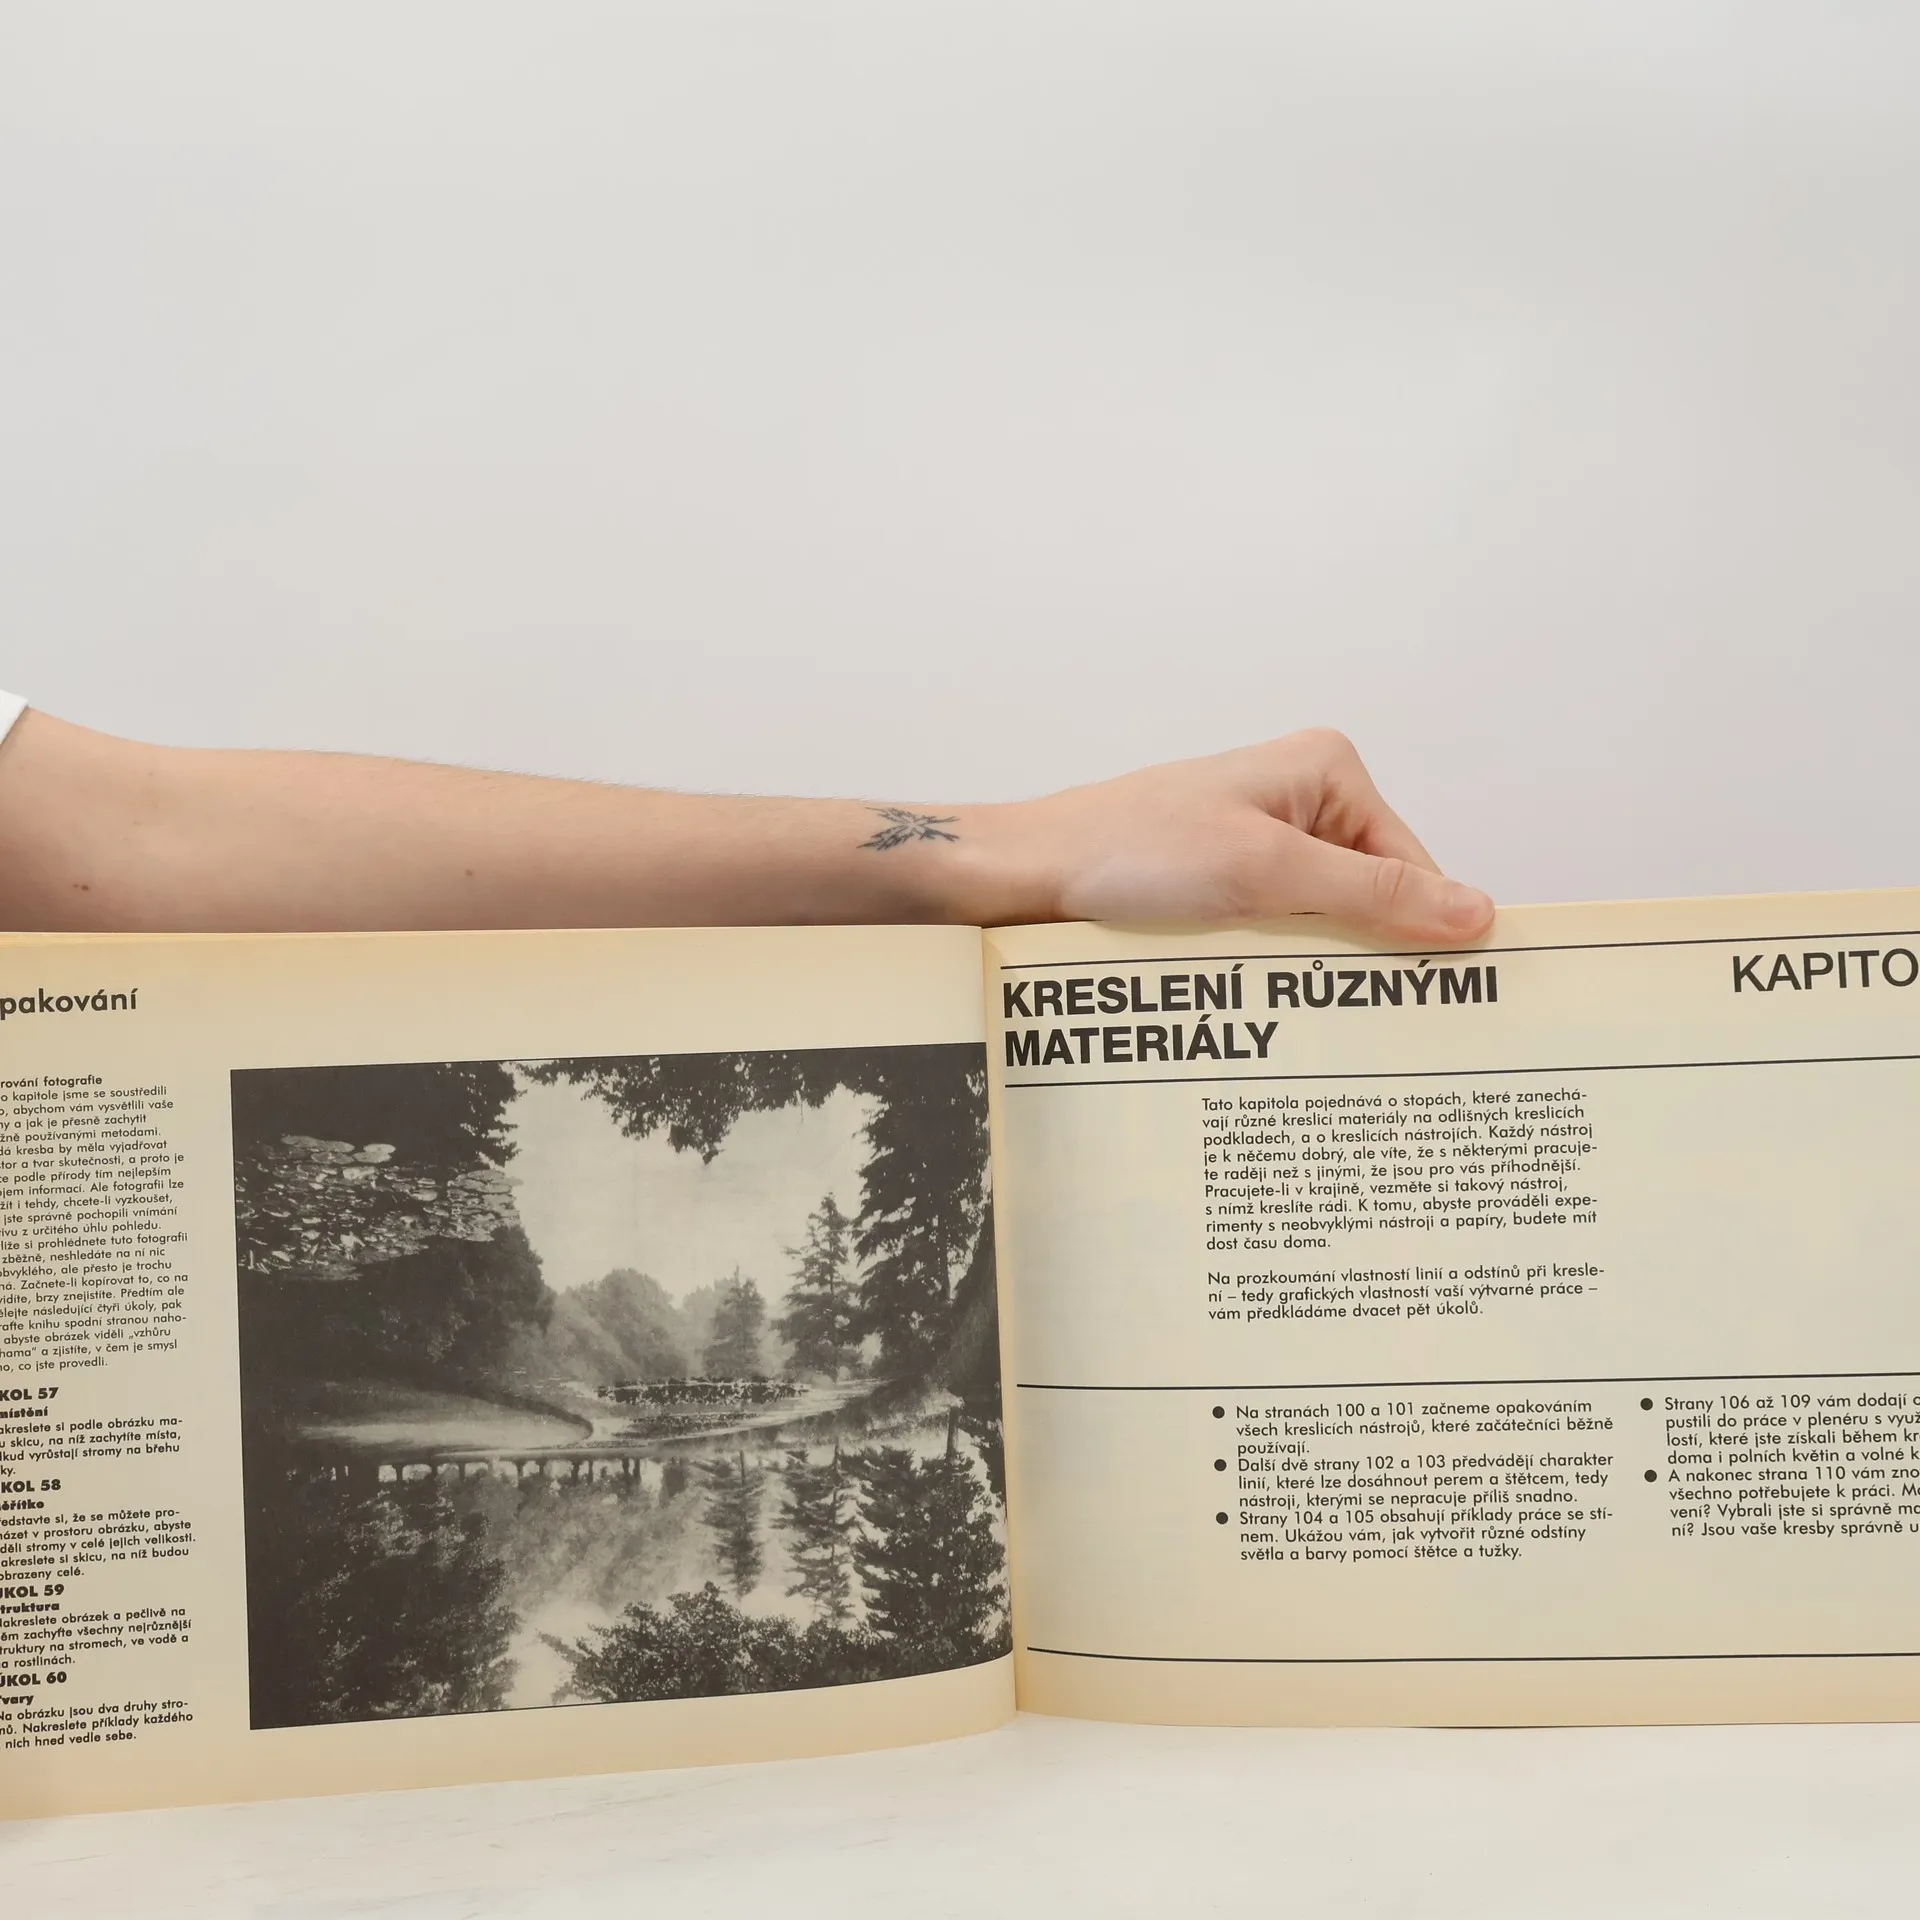 pakování
rování fotografie
o kapitole jsme se soustředili
o, abychom vám vysvětlili vaše
ny a jak je přesně zachytit
žně používanými metodami.
dá kresba by měla vyjadřovat
tor a tvar skutečnosti, a proto je
ce podle přírody tím nejlepším
jem informací. Ale fotografii lze
žít i tehdy, chcete-li vyzkoušet,
jste správně pochopili vnímání
tivu z určitého úhlu pohledu.
liže si prohlédnete tuto fotografii
zběžně, neshledáte na ní nic
obvyklého, ale přesto je trochu
ná. Začnete-li kopírovat to, co na
vidíte, brzy znejistíte. Předtím ale
ělejte následující čtyři úkoly, pak
rafte knihu spodní stranou naho-
abyste obrázek viděli „vzhůru
hama“ a zjistíte, v čem je smysl
ho, co jste provedli.
KOL 57
místění
akreslete si podle obrázku ma-
u skicu, na níž zachytíte místa,
dkud vyrůstají stromy na břehu
ky.
KOL 58
ěřítko
ředstavte si, že se můžete pro-
házet v prostoru obrázku, abyste
děli stromy v celé jejich velikosti.
akreslete si skicu, na níž budou
obrazeny celé.
ÚKOL 59
truktura
Nakreslete obrázek a pečlivě na
ěm zachyťte všechny nejrůznější
truktury na stromech, ve vodě a
a rostlinách.
ÚKOL 60
Tvary
Na obrázku jsou dva druhy stro-
mů. Nakreslete příklady každého
nich hned vedle sebe.
KRESLENÍ RŮZNÝMI
MATERIÁLY
KAPITO
Tato kapitola pojednává o stopách, které zanechá-
vají různé kreslicí materiály na odlišných kreslicích
podkladech, a o kreslicích nástrojích. Každý nástroj
je k něčemu dobrý, ale víte, že s některými pracuje-
te raději než s jinými, že jsou pro vás příhodnější.
Pracujete-li v krajině, vezměte si takový nástroj,
s nímž kreslíte rádi. K tomu, abyste prováděli expe-
rimenty s neobvyklými nástroji a papíry, budete mít
dost času doma.
Na prozkoumání vlastností linií a odstínů při kresle-
ní – tedy grafických vlastností vaší výtvarné práce –
vám předkládáme dvacet pět úkolů.
● Na stranách 100 a 101 začneme opakováním
všech kreslicích nástrojů, které začátečníci běžně
používají.
● Další dvě strany 102 a 103 předvádějí charakter
linií, které lze dosáhnout perem a štětcem, tedy
nástroji, kterými se nepracuje příliš snadno.
● Strany 104 a 105 obsahují příklady práce se stí-
nem. Ukážou vám, jak vytvořit různé odstíny
světla a barvy pomocí štětce a tužky.
● Strany 106 až 109 vám dodají o
pustili do práce v plenéru s využ
lostí, které jste získali během kr
doma i polních květin a volné k
● A nakonec strana 110 vám zno
všechno potřebujete k práci. Má
vení? Vybrali jste si správně ma
ní? Jsou vaše kresby správně u